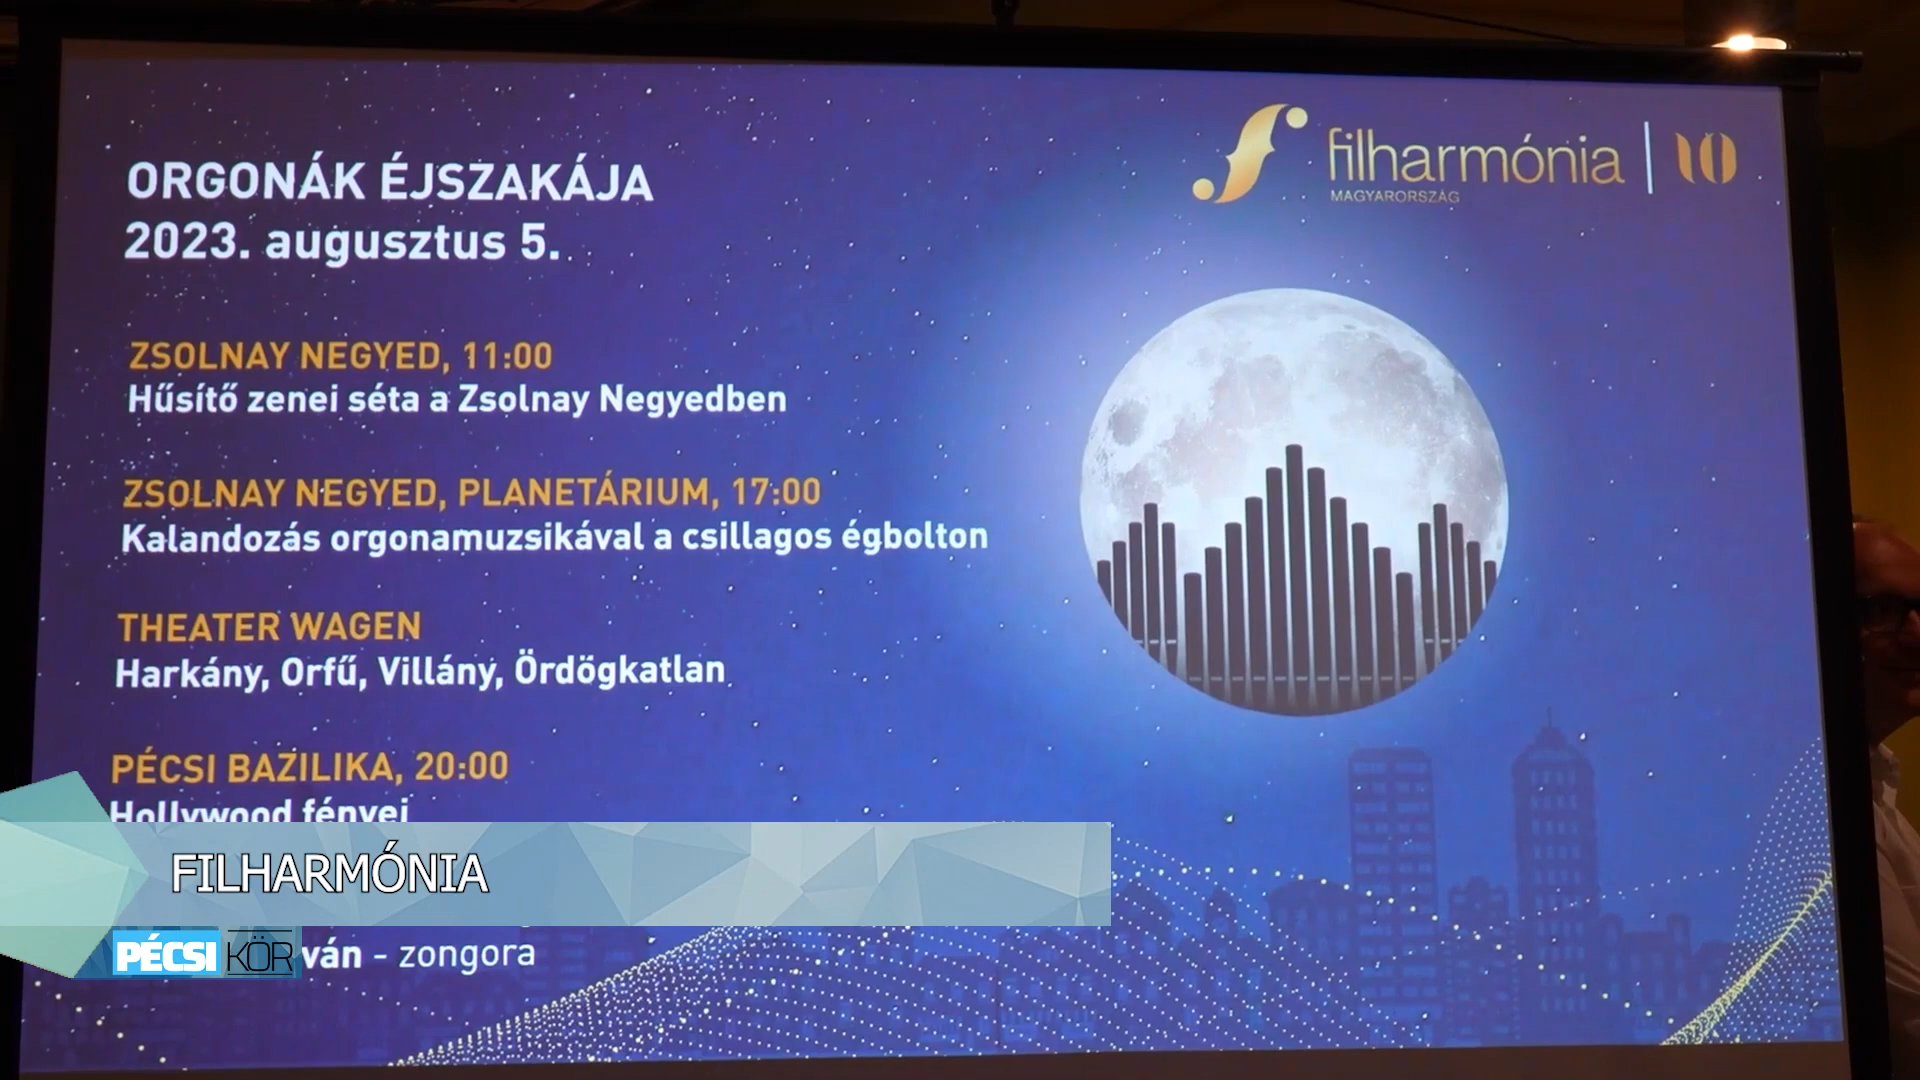 filharmónia | 10
MAGYARORSZÁG
ORGONÁK ÉJSZAKÁJA
2023. augusztus 5.
ZSOLNAY NEGYED, 11:00
Hűsítő zenei séta a Zsolnay Negyedben
ZSOLNAY NEGYED, PLANETÁRIUM, 17:00
Kalandozás orgonamuzsikával a csillagos égbolton
THEATER WAGEN
Harkány, Orfű, Villány, Ördögkatlan
PÉCSI BAZILIKA, 20:00
Hollywood fényei
FILHARMÓNIA
PÉCSI KÖR
ván - zongora